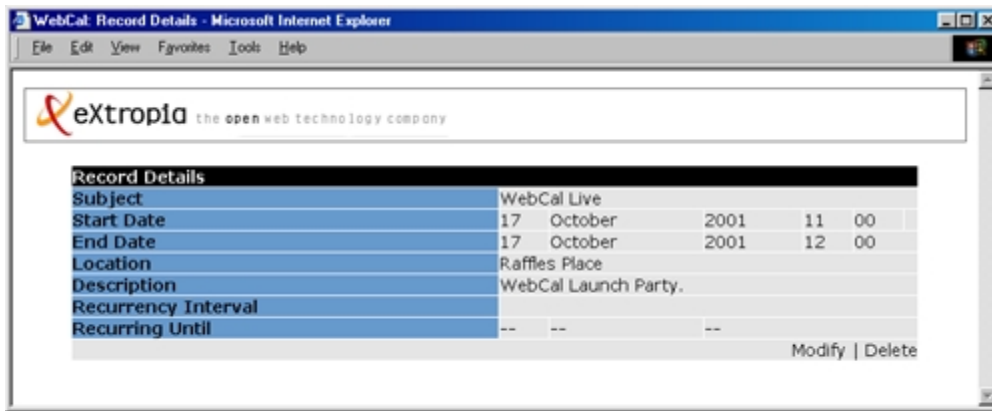 WebCal: Record Details - Microsoft Internet Explorer
File Edit View Favorites Tools Help
eXtropia the open web technology company
Record Details
Subject WebCal Live
Start Date 17 October 2001 11 00
End Date 17 October 2001 12 00
Location Raffles Place
Description WebCal Launch Party.
Recurrency Interval
Recurring Until -- -- --
Modify | Delete